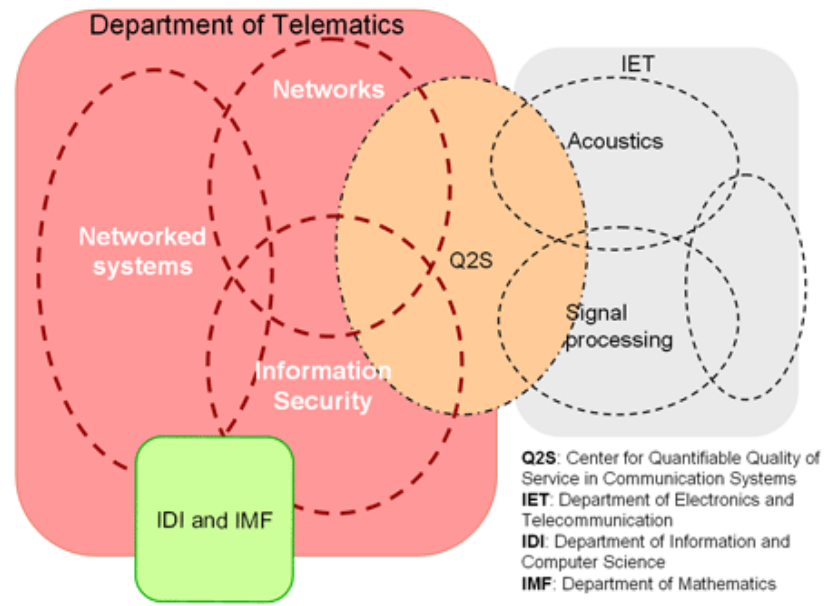 Department of Telematics
IET
Networks
Acoustics
Networked
systems
Q2S
Signal
processing
Information
Security
IDI and IMF
Q2S: Center for Quantifiable Quality of
Service in Communication Systems
IET: Department of Electronics and
Telecommunication
IDI: Department of Information and
Computer Science
IMF: Department of Mathematics